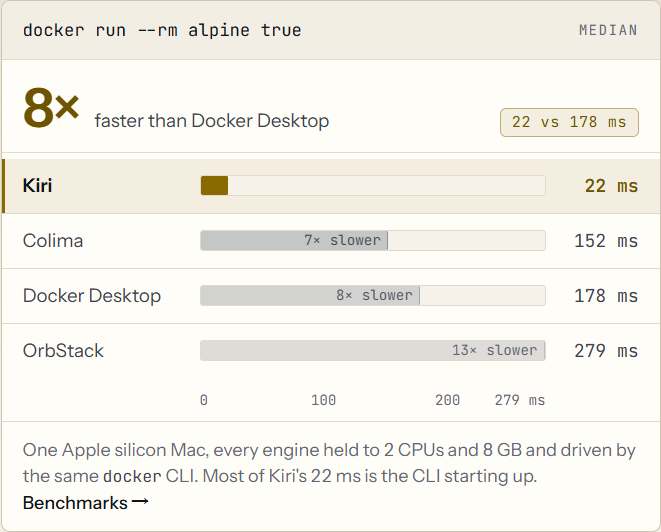 docker run --rm alpine true MEDIAN
8× faster than Docker Desktop 22 vs 178 ms
Kiri 22 ms
Colima 7× slower 152 ms
Docker Desktop 8× slower 178 ms
OrbStack 13× slower 279 ms
0 100 200 279 ms
One Apple silicon Mac, every engine held to 2 CPUs and 8 GB and driven by
the same docker CLI. Most of Kiri's 22 ms is the CLI starting up.
Benchmarks →